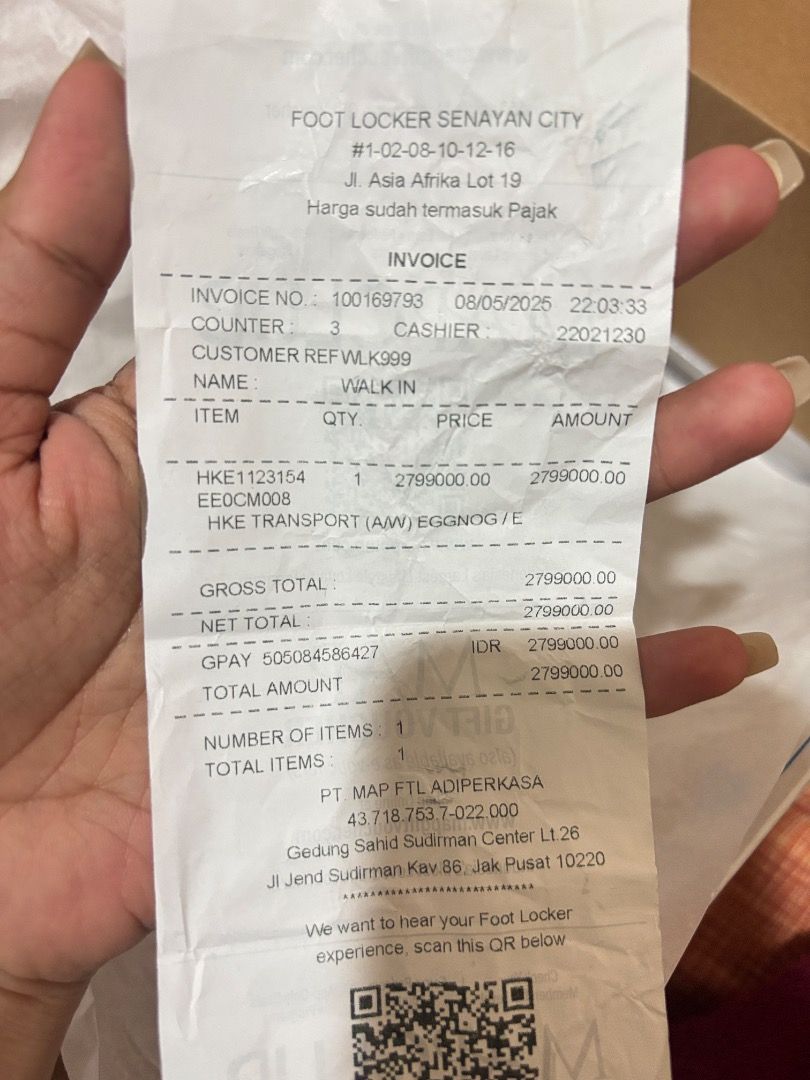 FOOT LOCKER SENAYAN CITY
#1-02-08-10-12-16
Jl. Asia Afrika Lot 19
Harga sudah termasuk Pajak
INVOICE
INVOICE NO. : 100169793 08/05/2025 22:03:33
COUNTER : 3 CASHIER : 22021230
CUSTOMER REF WLK999
NAME : WALK IN
ITEM QTY. PRICE AMOUNT
HKE1123154 1 2799000.00 2799000.00
EE0CM008
HKE TRANSPORT (A/W) EGGNOG / E
GROSS TOTAL : 2799000.00
NET TOTAL : 2799000.00
GPAY 505084586427 IDR 2799000.00
TOTAL AMOUNT 2799000.00
NUMBER OF ITEMS : 1
TOTAL ITEMS : 1
PT. MAP FTL ADIPERKASA
43.718.753.7-022.000
Gedung Sahid Sudirman Center Lt.26
Jl Jend Sudirman Kav 86, Jak Pusat 10220
****************************
We want to hear your Foot Locker
experience, scan this QR below